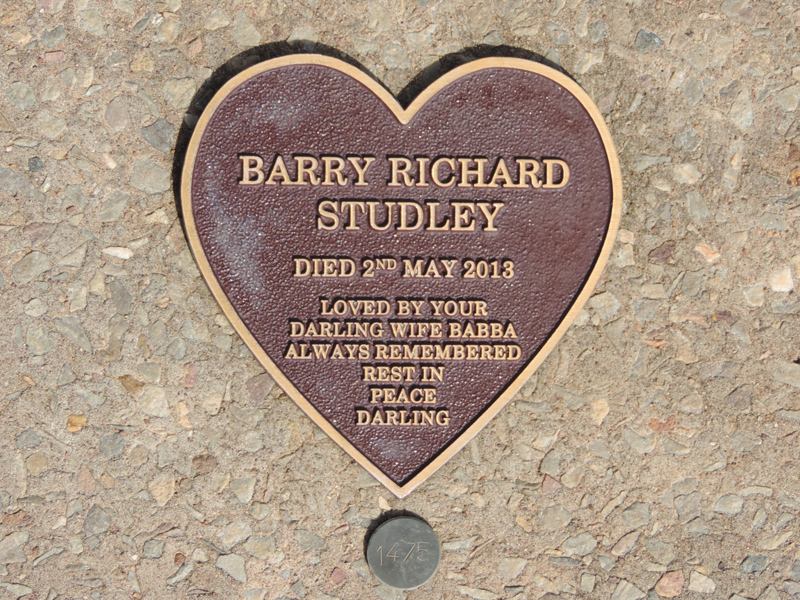 BARRY RICHARD
STUDLEY
DIED 2ND MAY 2013
LOVED BY YOUR
DARLING WIFE BABBA
ALWAYS REMEMBERED
REST IN
PEACE
DARLING
1475